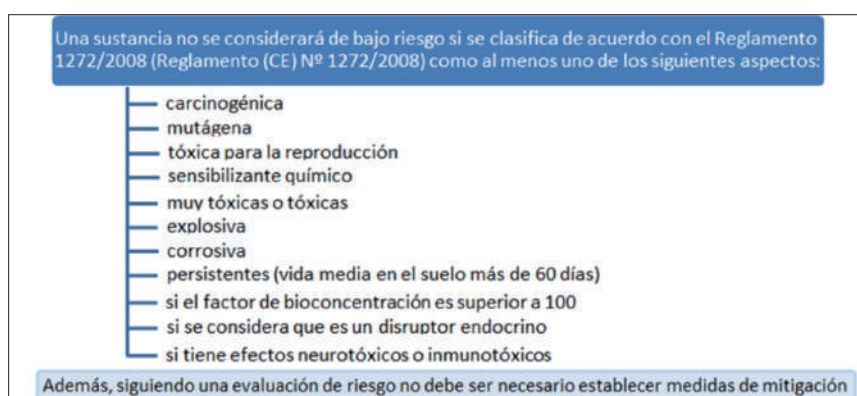 Una sustancia no se considerará de bajo riesgo si se clasifica de acuerdo con el Reglamento
1272/2008 (Reglamento (CE) Nº 1272/2008) como al menos uno de los siguientes aspectos:
carcinogénica
mutágena
tóxica para la reproducción
sensibilizante químico
muy tóxicas o tóxicas
explosiva
corrosiva
persistentes (vida media en el suelo más de 60 días)
si el factor de bioconcentración es superior a 100
si se considera que es un disruptor endocrino
si tiene efectos neurotóxicos o inmunotóxicos
Además, siguiendo una evaluación de riesgo no debe ser necesario establecer medidas de mitigación